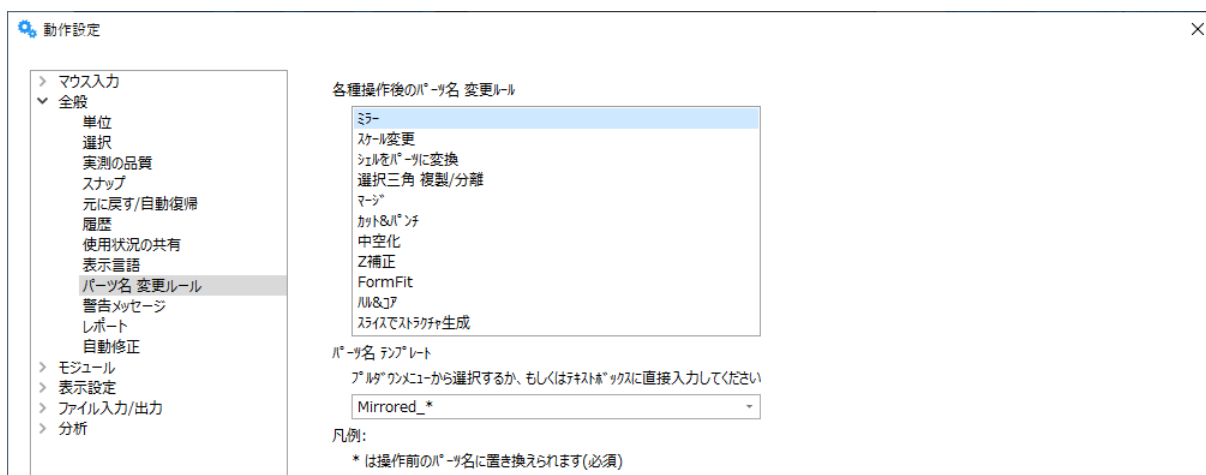 動作設定
マウス入力
全般
単位
選択
実測の品質
スナップ
元に戻す/自動復帰
履歴
使用状況の共有
表示言語
パーツ名 変更ルール
警告メッセージ
レポート
自動修正
モジュール
表示設定
ファイル入力/出力
分析
各種操作後のﾊﾟｰﾂ名 変更ﾙｰﾙ
ﾐﾗｰ
ｽｹｰﾙ変更
ｼｪﾙをﾊﾟｰﾂに変換
選択三角 複製/分離
ﾏｰｼﾞ
ｶｯﾄ&ﾊﾟﾝﾁ
中空化
Z補正
FormFit
ﾊﾙ&ｺｱ
ｽﾗｲｽでｽﾄﾗｸﾁｬ生成
ﾊﾟｰﾂ名 ﾃﾝﾌﾟﾚｰﾄ
ﾌﾟﾙﾀﾞｳﾝﾒﾆｭｰから選択するか、もしくはﾃｷｽﾄﾎﾞｯｸｽに直接入力してください
Mirrored_*
凡例:
* は操作前のﾊﾟｰﾂ名に置き換えられます(必須)